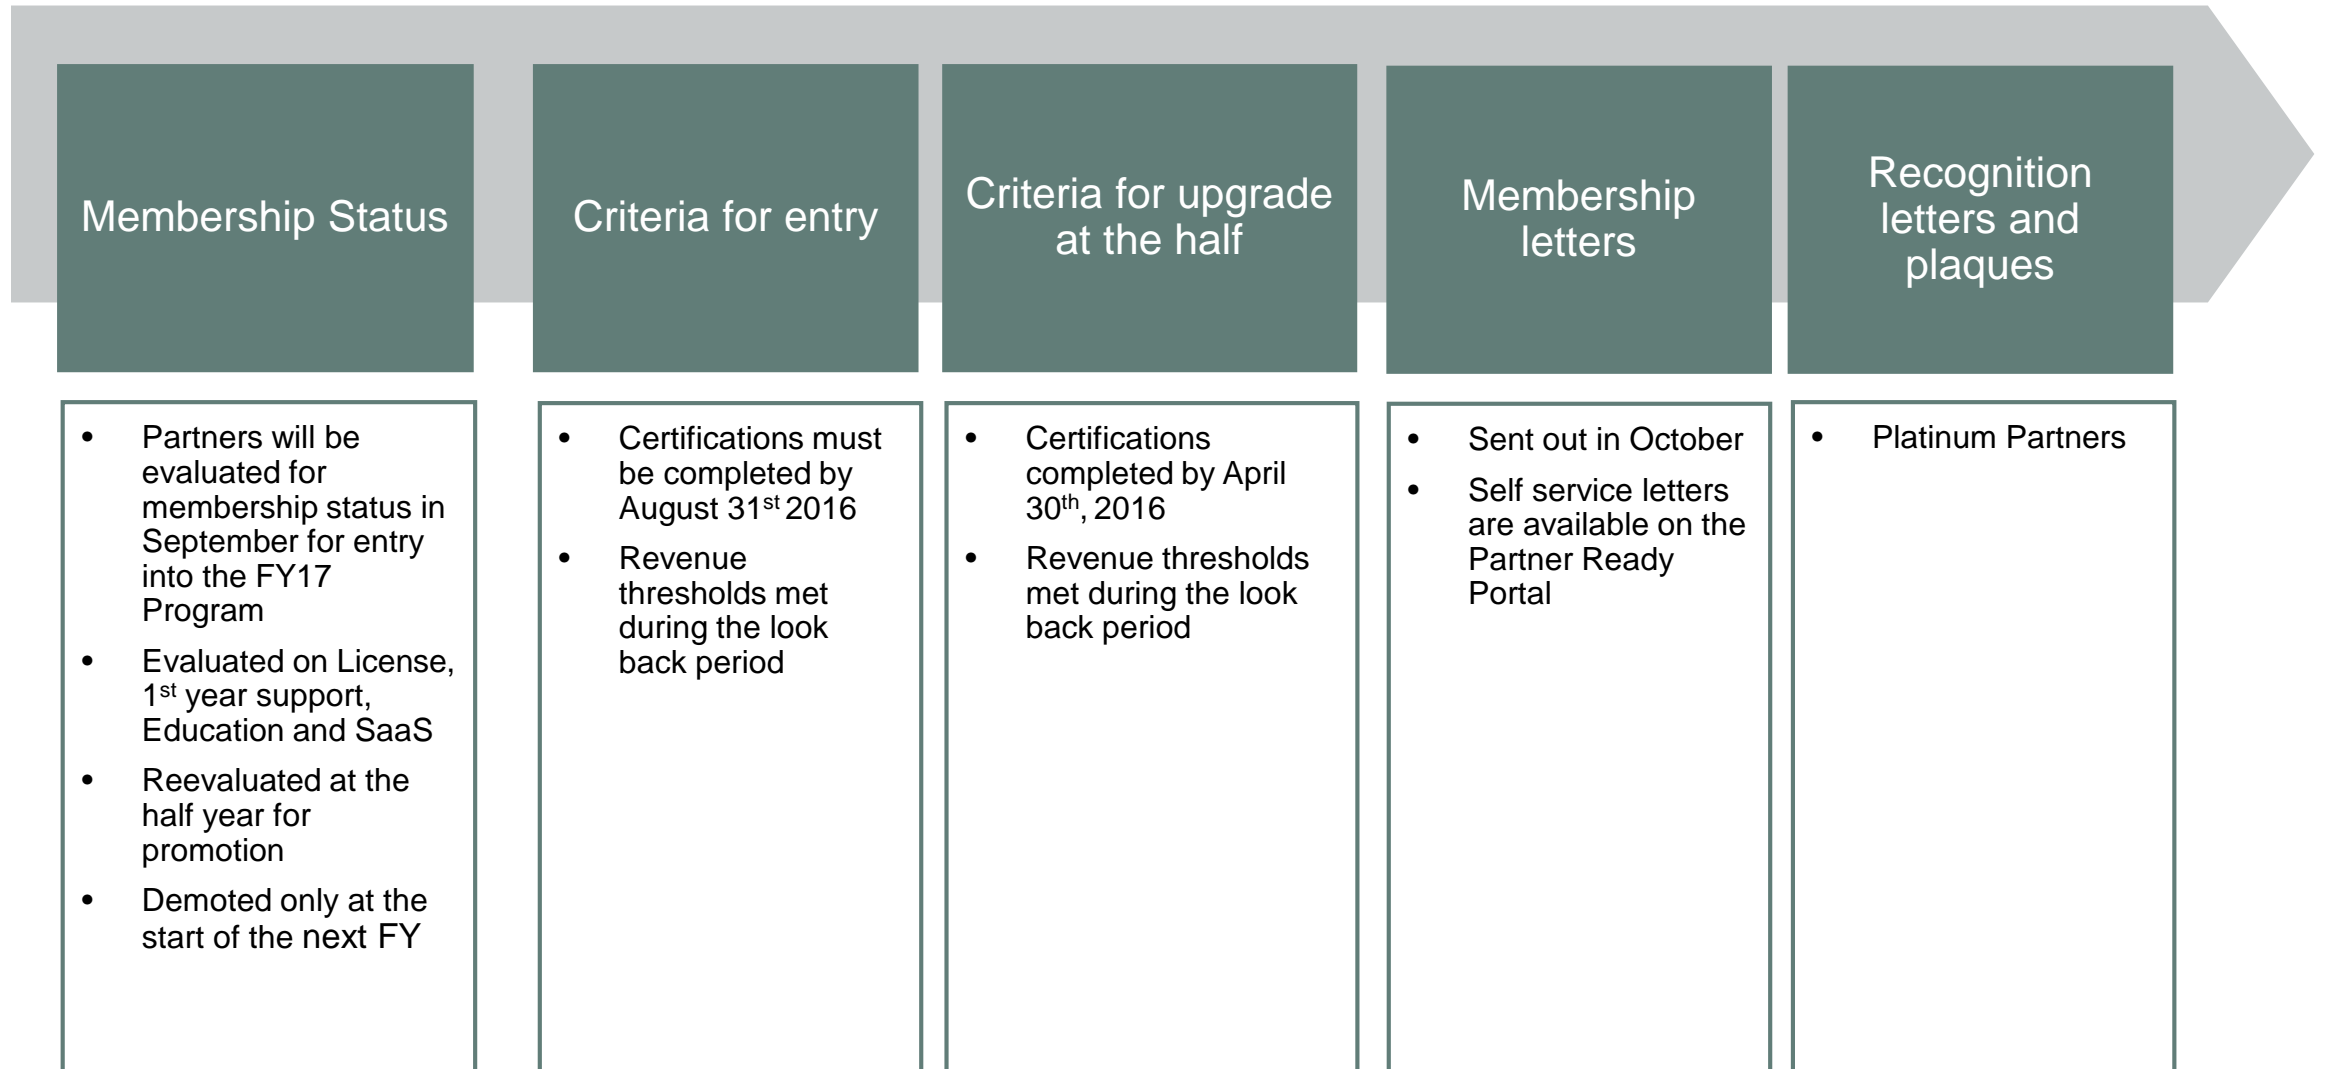 Membership Status
Criteria for entry
Criteria for upgrade
at the half
Membership
letters
Recognition
letters and
plaques
• Partners will be
evaluated for
membership status in
September for entry
into the FY17
Program
• Evaluated on License,
1st year support,
Education and SaaS
• Reevaluated at the
half year for
promotion
• Demoted only at the
start of the next FY
• Certifications must
be completed by
August 31st 2016
• Revenue
thresholds met
during the look
back period
• Certifications
completed by April
30th, 2016
• Revenue thresholds
met during the look
back period
• Sent out in October
• Self service letters
are available on the
Partner Ready
Portal
• Platinum Partners